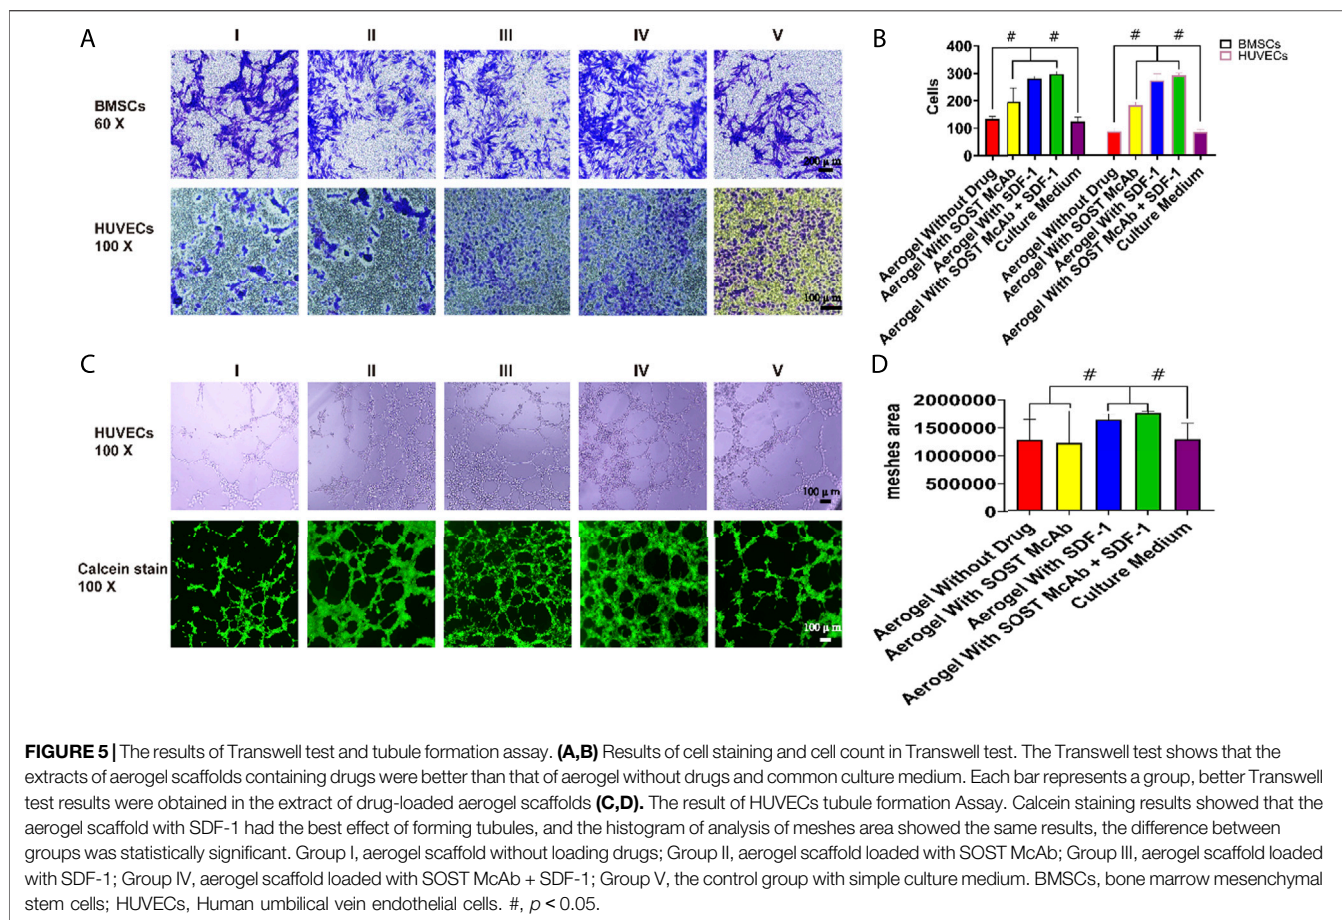 A
I II III IV V
BMSCs
60 X
200 μm
HUVECs
100 X
100 μm
B
# # # #
BMSCs
HUVECs
Cells
400
300
200
100
0
Aerogel Without Drug
Aerogel With SOST McAb
Aerogel With SDF-1
Aerogel With SOST McAb + SDF-1
Culture Medium
Aerogel Without Drug
Aerogel With SOST McAb
Aerogel With SDF-1
Aerogel With SOST McAb + SDF-1
Culture Medium
C
I II III IV V
HUVECs
100 X
100 μm
Calcein stain
100 X
100 μm
D
# #
meshes area
2000000
1500000
1000000
500000
0
Aerogel Without Drug
Aerogel With SOST McAb
Aerogel With SDF-1
Aerogel With SOST McAb + SDF-1
Culture Medium
FIGURE 5 | The results of Transwell test and tubule formation assay. (A,B) Results of cell staining and cell count in Transwell test. The Transwell test shows that the
extracts of aerogel scaffolds containing drugs were better than that of aerogel without drugs and common culture medium. Each bar represents a group, better Transwell
test results were obtained in the extract of drug-loaded aerogel scaffolds (C,D). The result of HUVECs tubule formation Assay. Calcein staining results showed that the
aerogel scaffold with SDF-1 had the best effect of forming tubules, and the histogram of analysis of meshes area showed the same results, the difference between
groups was statistically significant. Group I, aerogel scaffold without loading drugs; Group II, aerogel scaffold loaded with SOST McAb; Group III, aerogel scaffold loaded
with SDF-1; Group IV, aerogel scaffold loaded with SOST McAb + SDF-1; Group V, the control group with simple culture medium. BMSCs, bone marrow mesenchymal
stem cells; HUVECs, Human umbilical vein endothelial cells. #, p < 0.05.